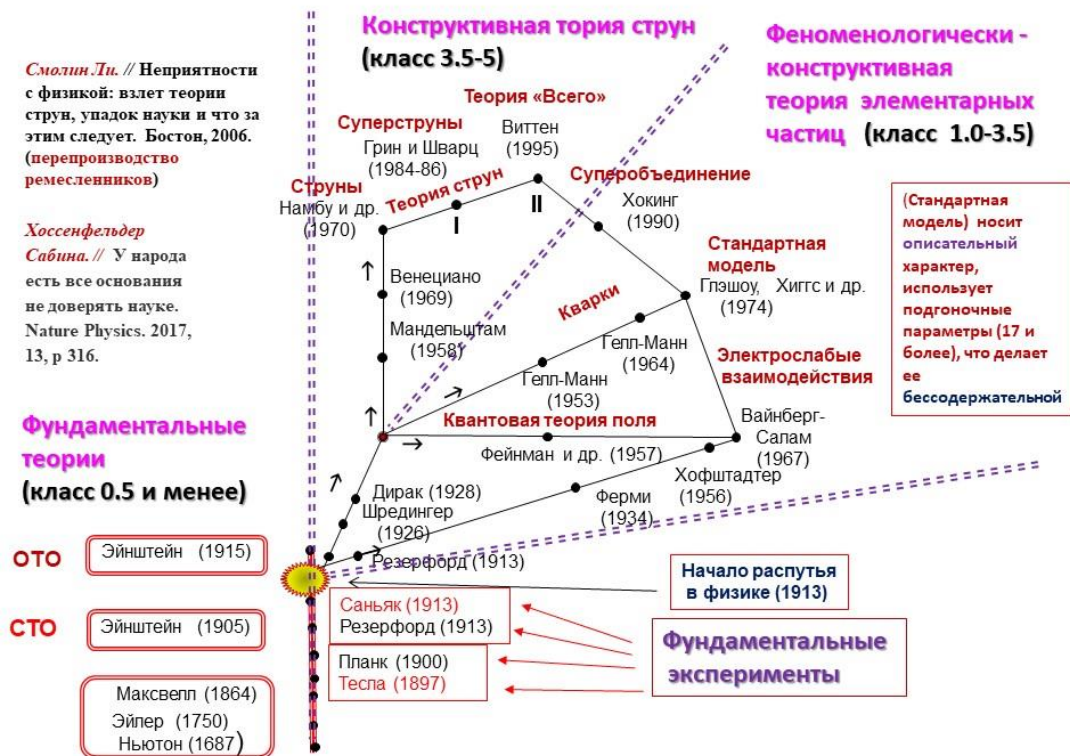 Конструктивная тория струн
(класс 3.5-5)
Феноменологически -
конструктивная
теория элементарных
частиц (класс 1.0-3.5)
Смолин Ли. // Неприятности
с физикой: взлет теории
струн, упадок науки и что за
этим следует. Бостон, 2006.
(перепроизводство
ремесленников)
Хоссенфельдер
Сабина. // У народа
есть все основания
не доверять науке.
Nature Physics. 2017,
13, p 316.
Теория «Всего»
Суперструны
Виттен
(1995)
Грин и Шварц
(1984-86)
Струны
Теория струн
Намбу и др.
(1970)
I
II
Суперобъединение
Хокинг
(1990)
Венециано
(1969)
Мандельштам
(1958)
Стандартная
модель
Глэшоу, Хиггс и др.
(1974)
Кварки
Гелл-Манн
(1964)
Гелл-Манн
(1953)
Электрослабые
взаимодействия
(Стандартная
модель) носит
описательный
характер,
использует
подгоночные
параметры (17 и
более), что делает
ее
бессодержательной
Квантовая теория поля
Фейнман и др. (1957)
Вайнберг-
Салам
(1967)
Хофштадтер
(1956)
Ферми
(1934)
Дирак (1928)
Шредингер
(1926)
Резерфорд (1913)
Фундаментальные
теории
(класс 0.5 и менее)
ОТО
Эйнштейн (1915)
СТО
Эйнштейн (1905)
Максвелл (1864)
Эйлер (1750)
Ньютон (1687)
Начало распутья
в физике (1913)
Саньяк (1913)
Резерфорд (1913)
Планк (1900)
Тесла (1897)
Фундаментальные
эксперименты